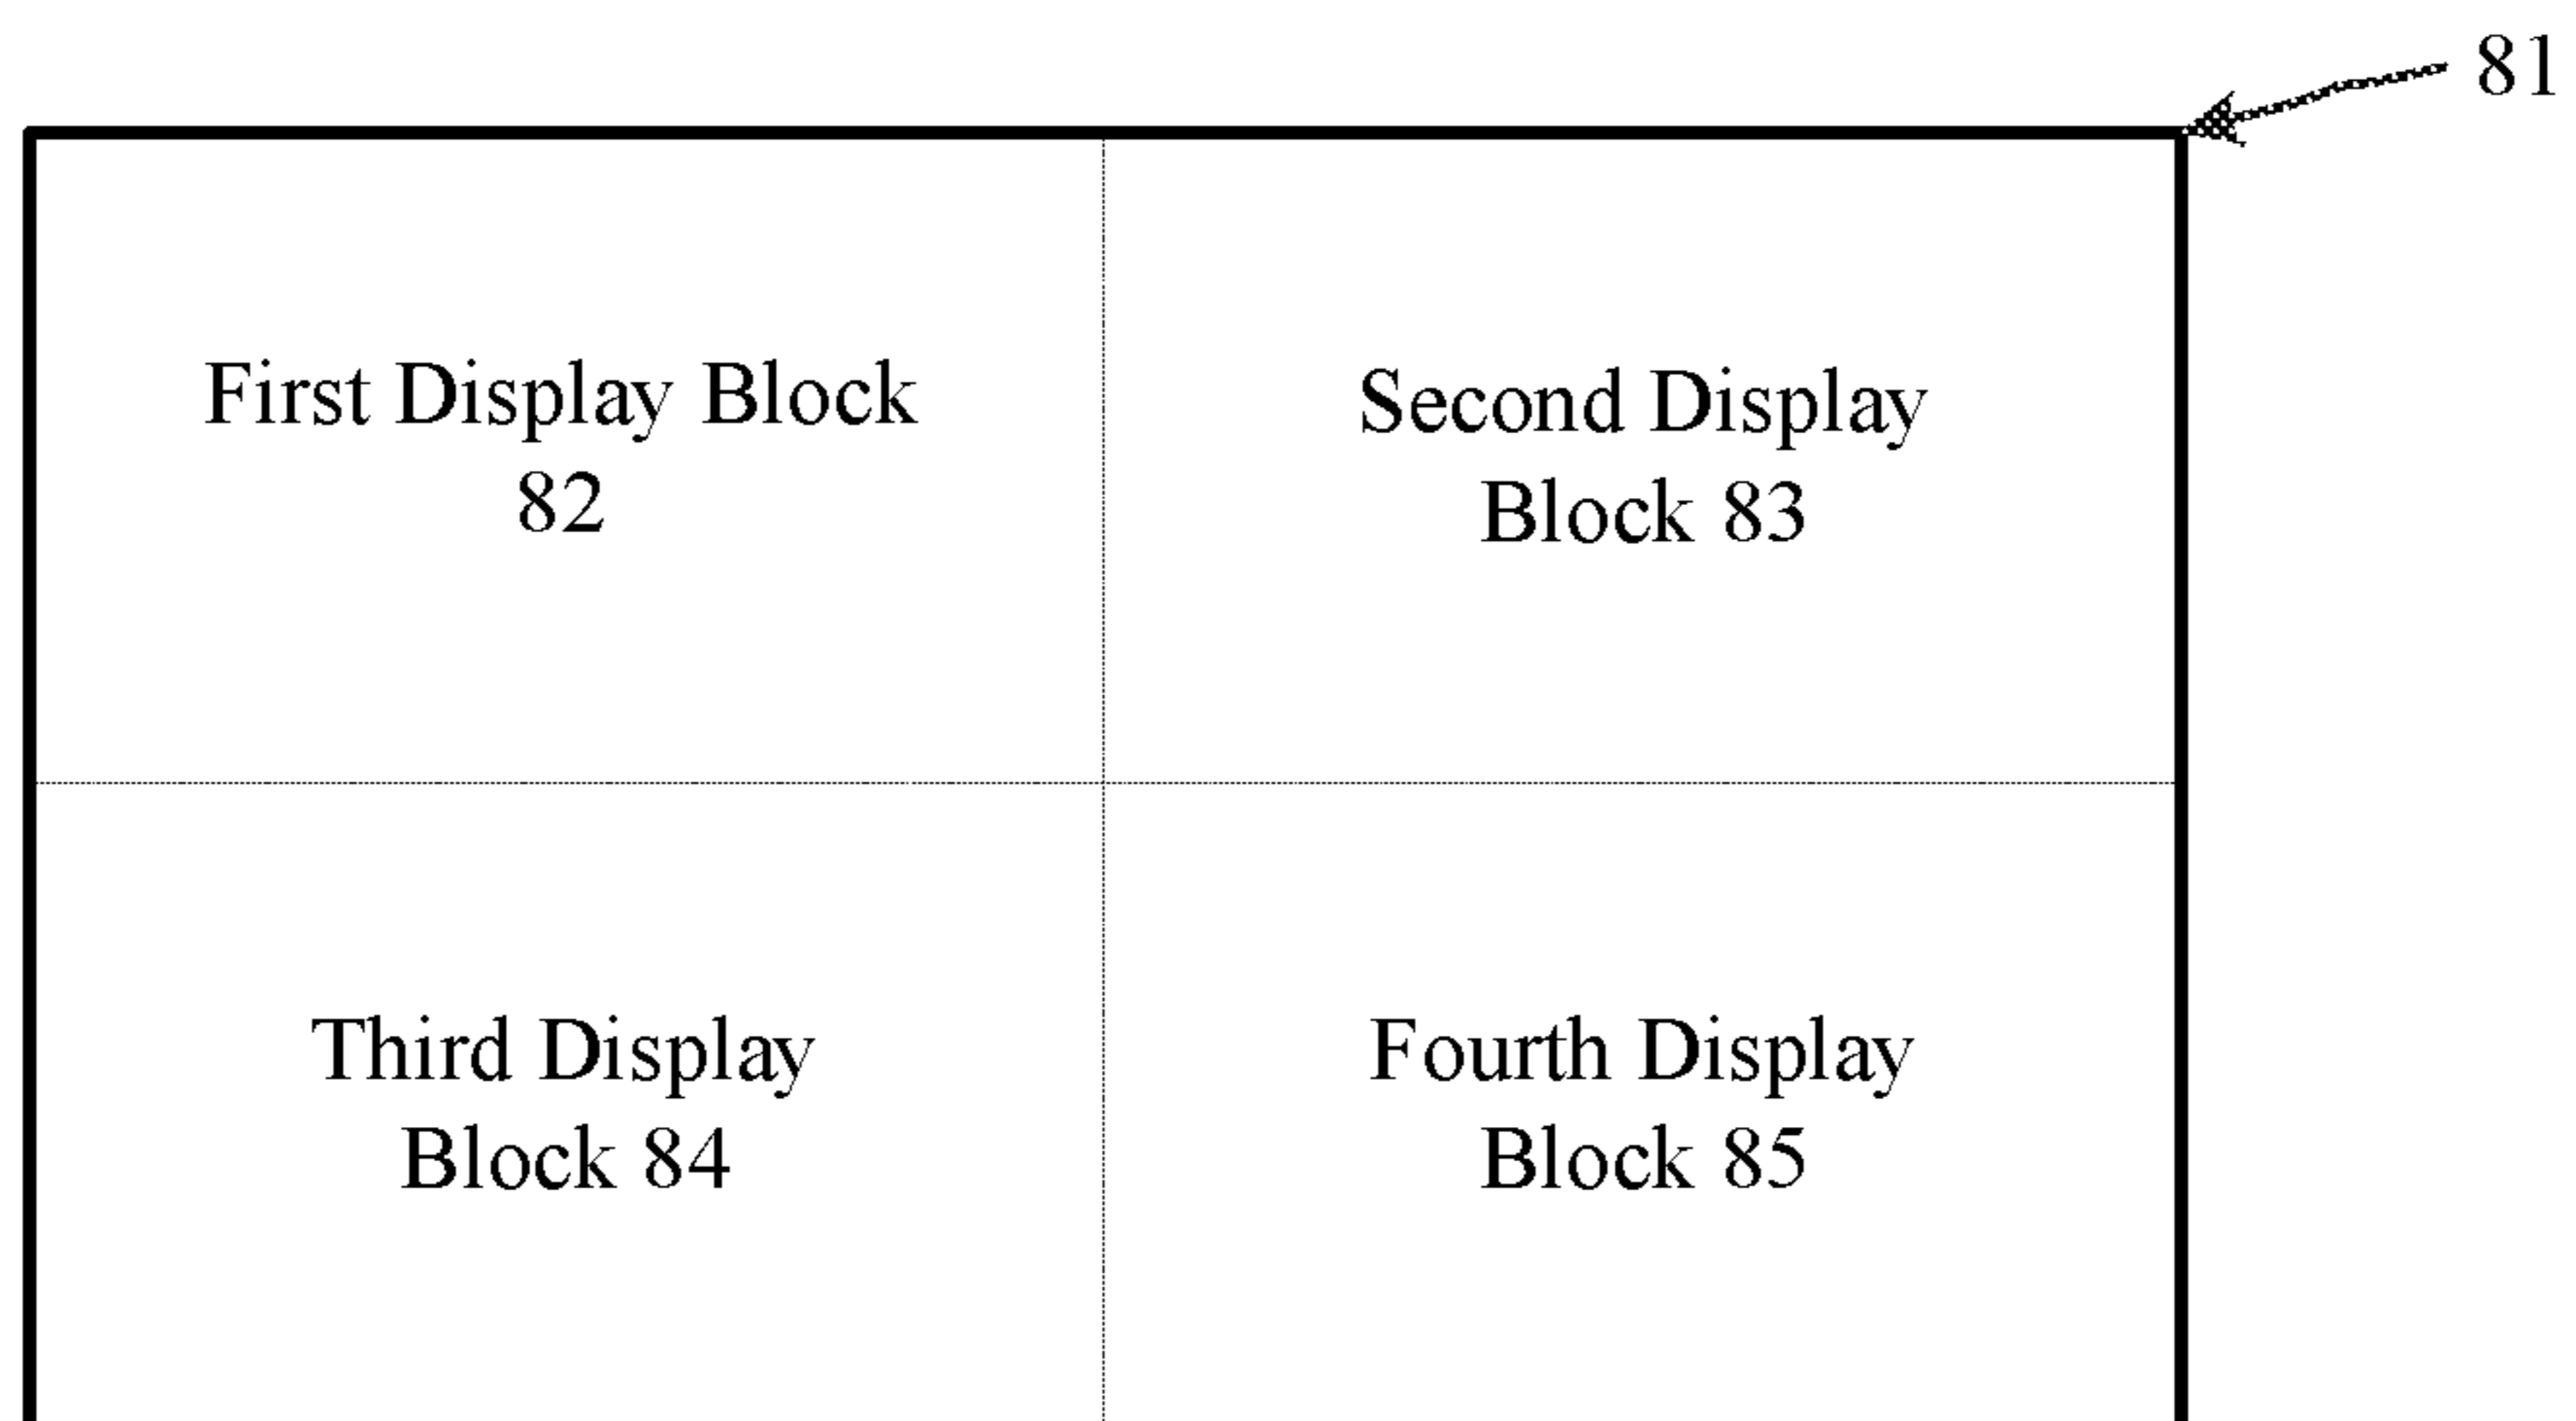 81
First Display Block
82
Second Display
Block 83
Third Display
Block 84
Fourth Display
Block 85